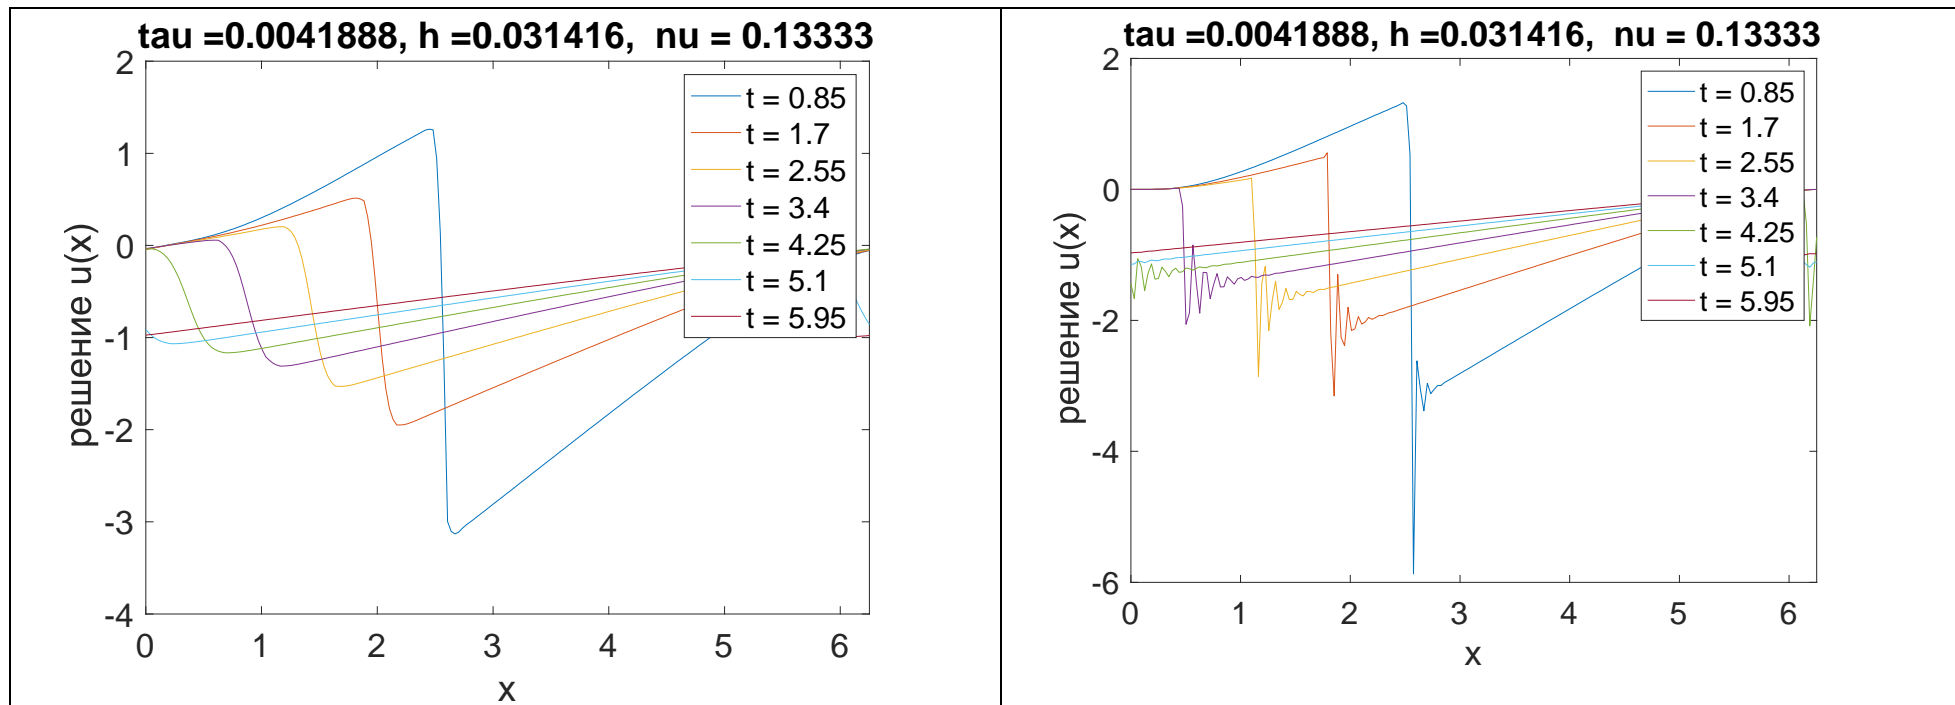 tau =0.0041888, h =0.031416,  nu = 0.13333
2
1
0
-1
-2
-3
-4
0 1 2 3 4 5 6
x
решение u(x)
t = 0.85
t = 1.7
t = 2.55
t = 3.4
t = 4.25
t = 5.1
t = 5.95
tau =0.0041888, h =0.031416,  nu = 0.13333
2
0
-2
-4
-6
0 1 2 3 4 5 6
x
решение u(x)
t = 0.85
t = 1.7
t = 2.55
t = 3.4
t = 4.25
t = 5.1
t = 5.95